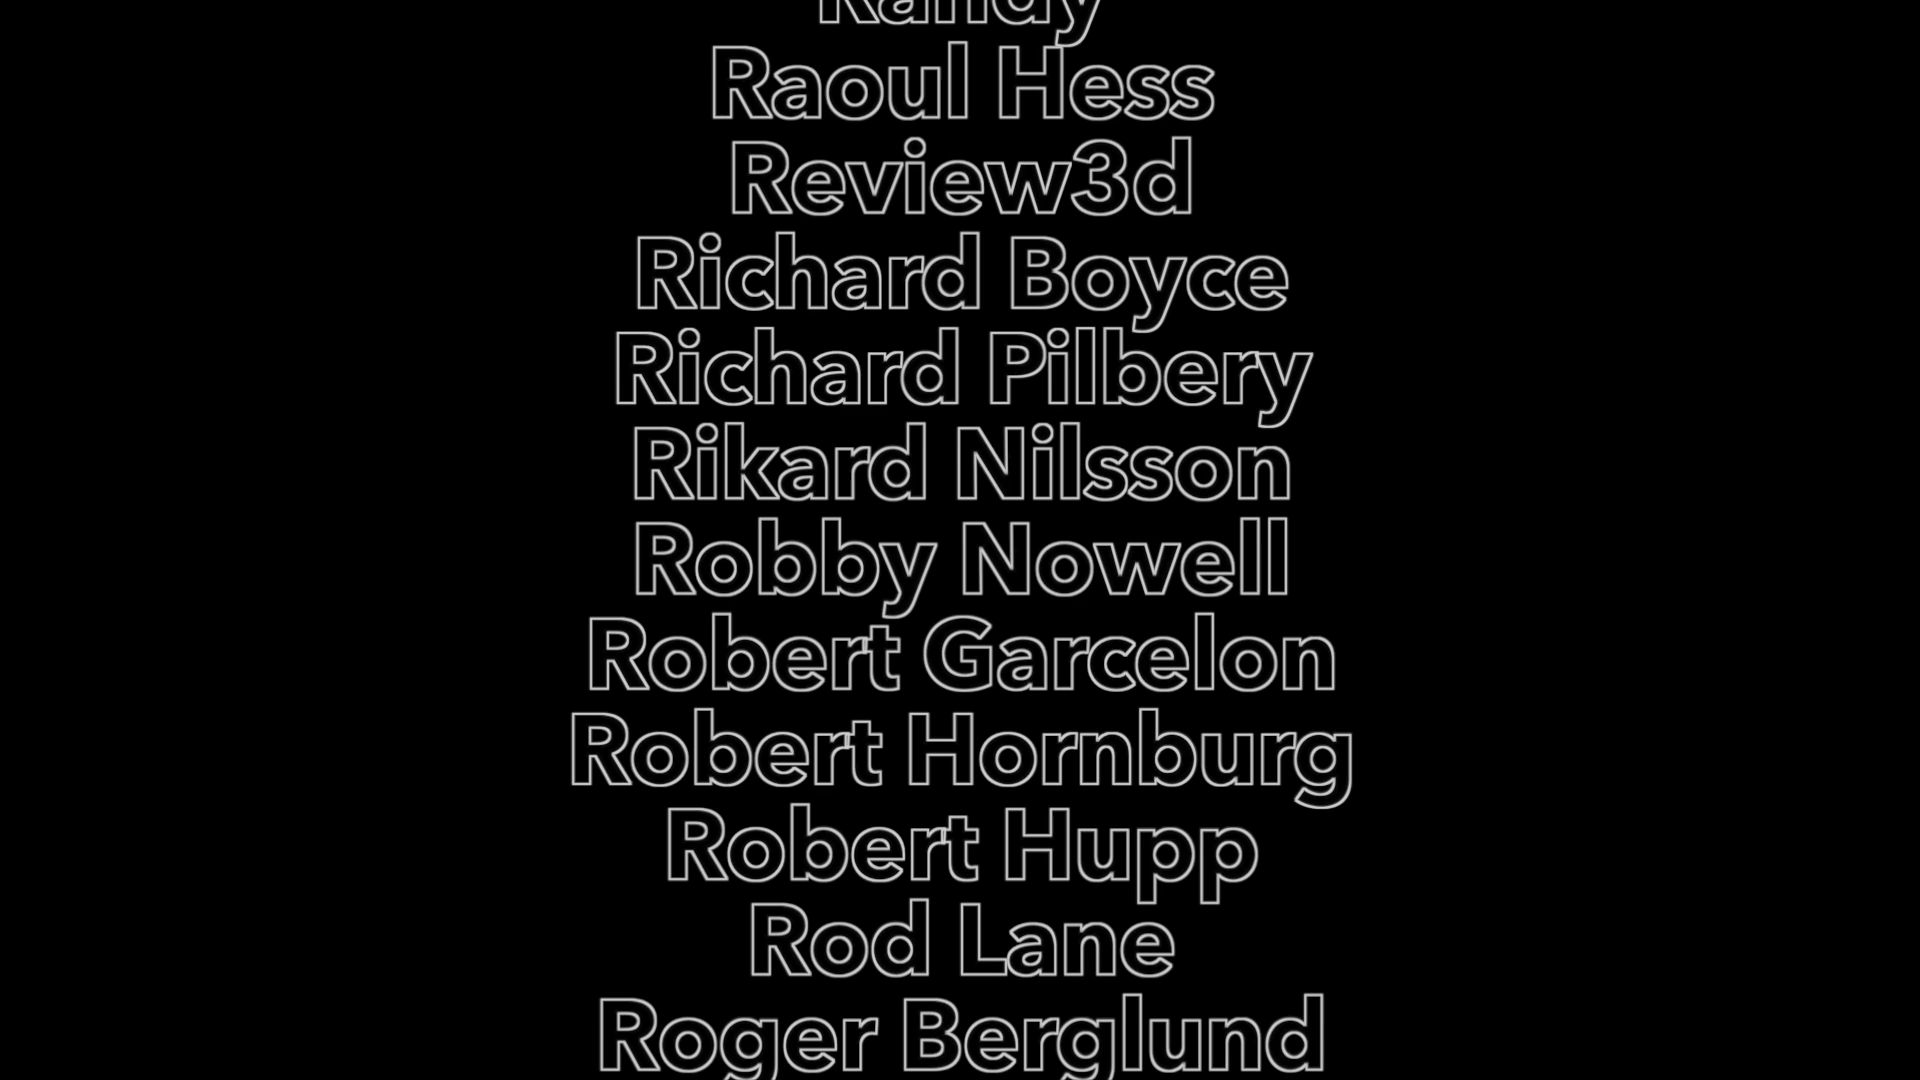 Randy
Raoul Hess
Review3d
Richard Boyce
Richard Pilbery
Rikard Nilsson
Robby Nowell
Robert Garcelon
Robert Hornburg
Robert Hupp
Rod Lane
Roger Berglund